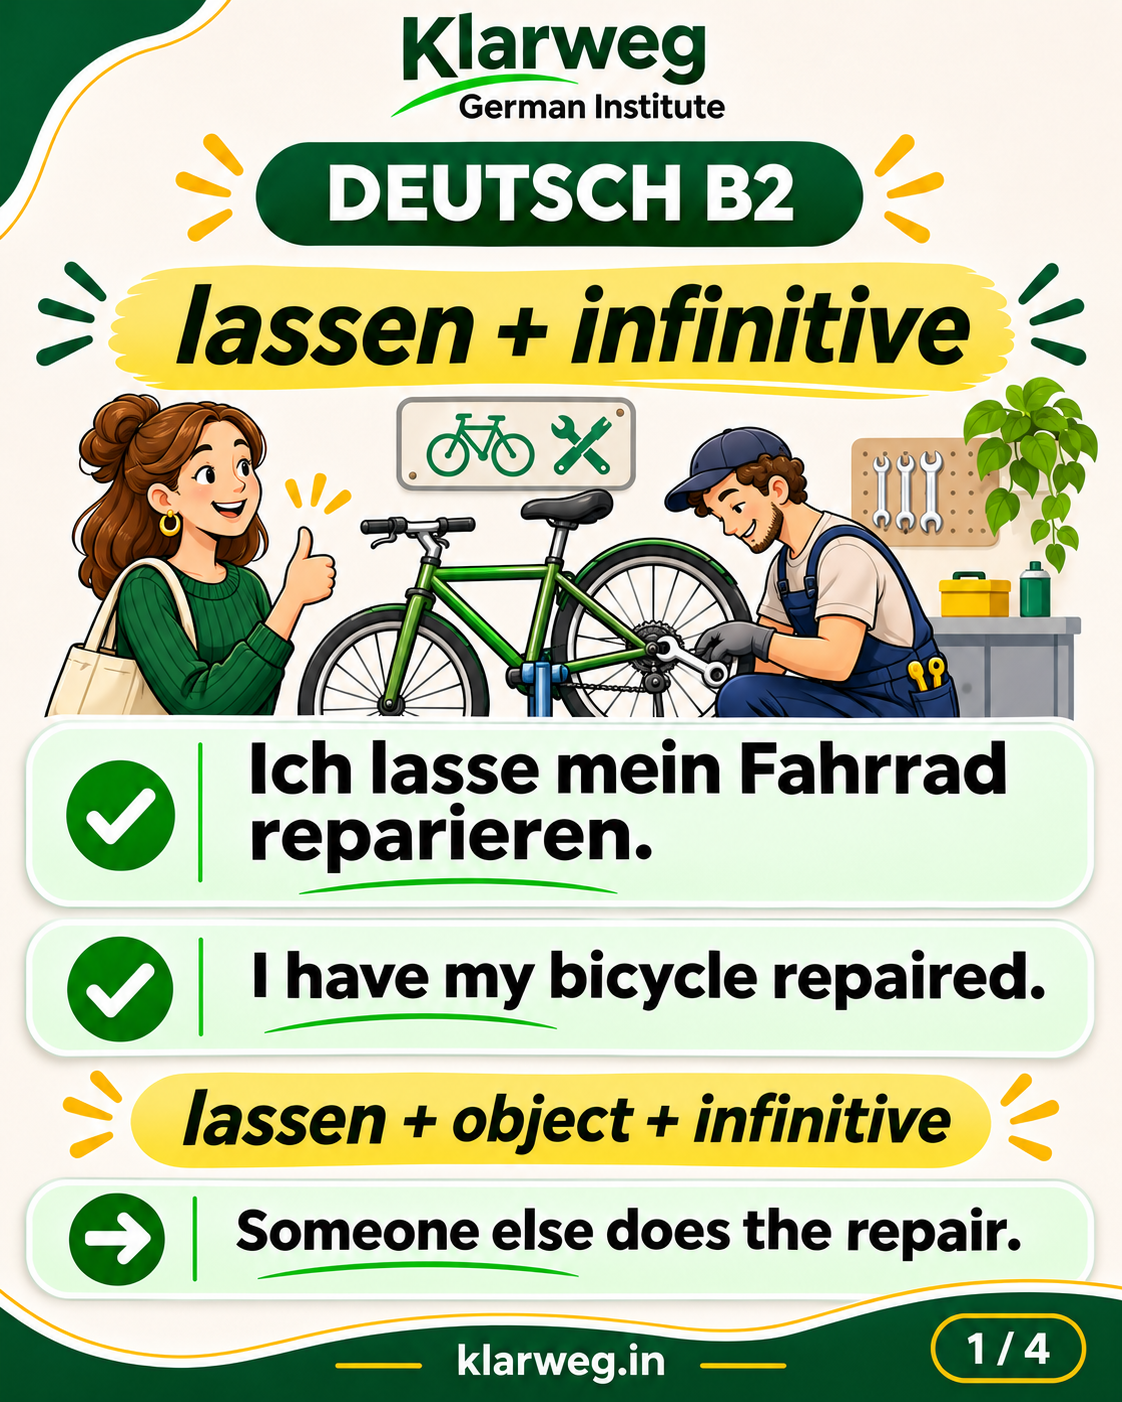 Klarweg
German Institute
DEUTSCH B2
lassen + infinitive
Ich lasse mein Fahrrad
reparieren.
I have my bicycle repaired.
lassen + object + infinitive
Someone else does the repair.
klarweg.in
1 / 4